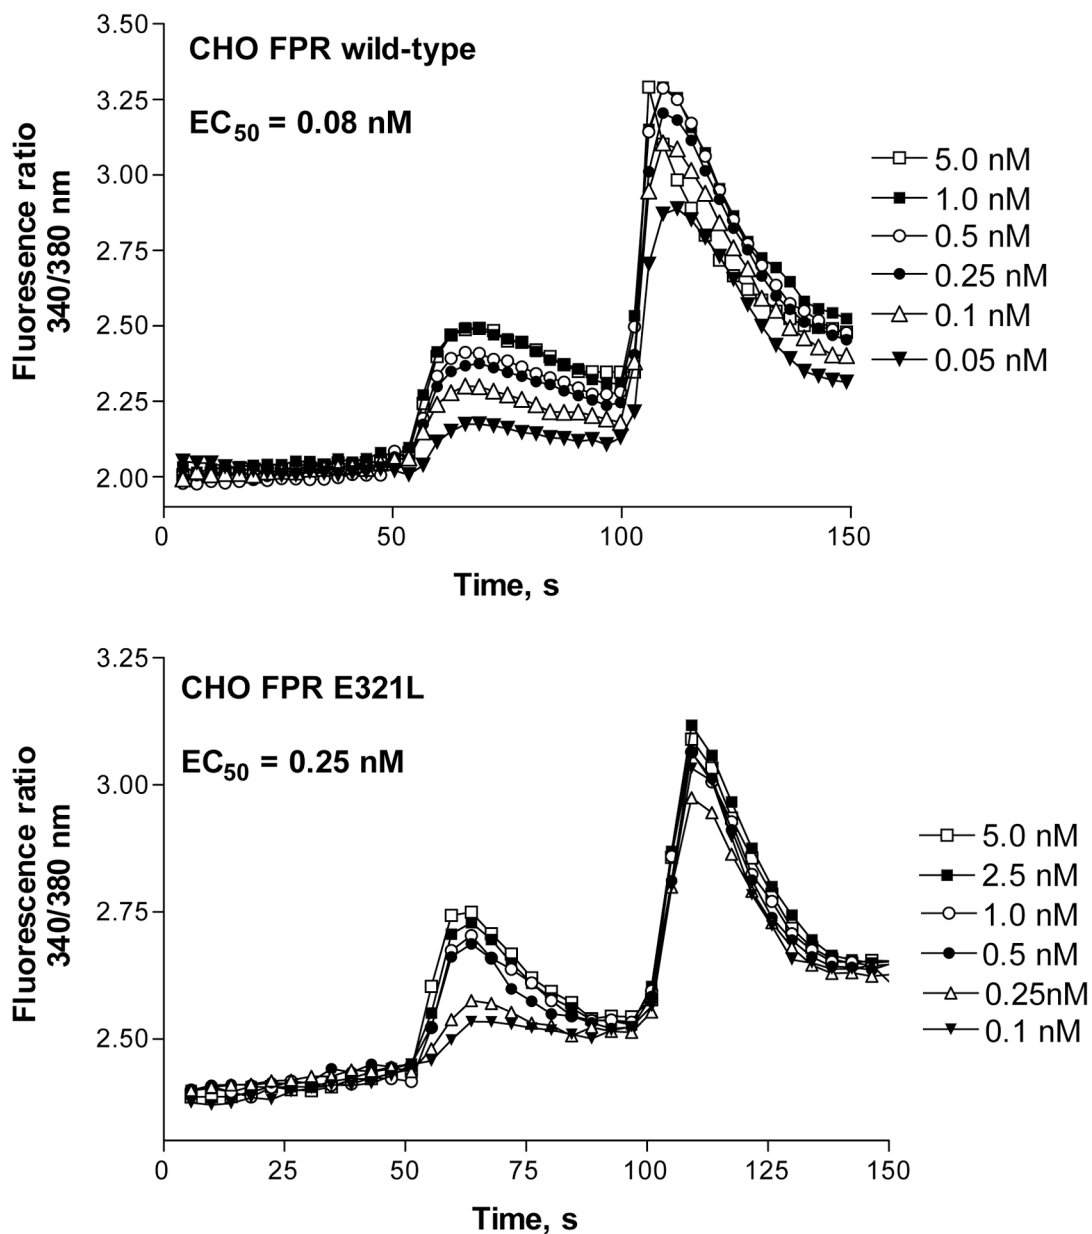 CHO FPR wild-type
EC50 = 0.08 nM
Fluoresence ratio
340/380 nm
3.50
3.25
3.00
2.75
2.50
2.25
2.00
0
50
100
150
Time, s
5.0 nM
1.0 nM
0.5 nM
0.25 nM
0.1 nM
0.05 nM
CHO FPR E321L
EC50 = 0.25 nM
Fluorescence ratio
340/380 nm
3.25
3.00
2.75
2.50
0
25
50
75
100
125
150
Time, s
5.0 nM
2.5 nM
1.0 nM
0.5 nM
0.25nM
0.1 nM